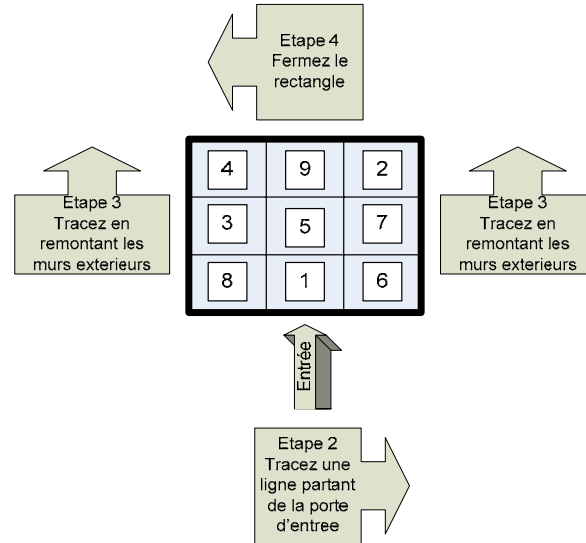 Etape 4
Fermez le
rectangle
4 9 2
3 5 7
8 1 6
Etape 3
Tracez en
remontant les
murs exterieurs
Etape 3
Tracez en
remontant les
murs exterieurs
Entrée
Etape 2
Tracez une
ligne partant
de la porte
d'entree